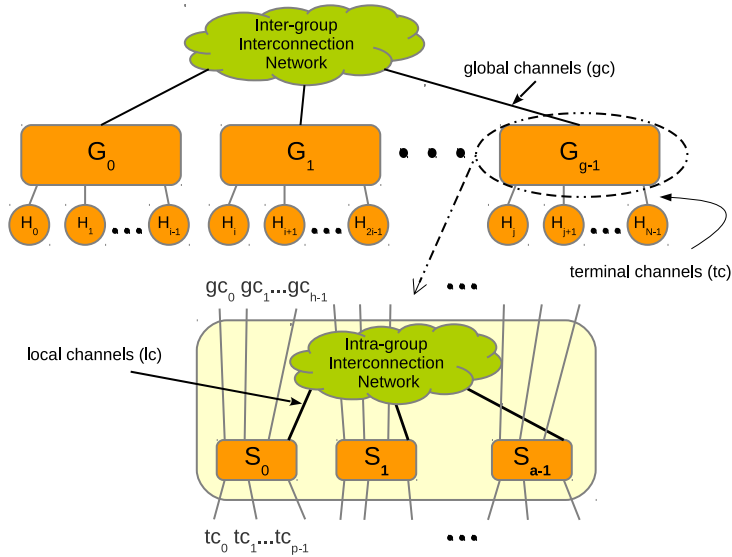 Inter-group
Interconnection
Network
global channels (gc)
G0 G1 Gg-1
H0 H1 Hi-1 Hi Hi+1 H2i-1 Hj Hj+1 HN-1
terminal channels (tc)
gc0 gc1...gch-1
Intra-group
Interconnection
Network
local channels (lc)
S0 S1 Sa-1
tc0 tc1...tcp-1